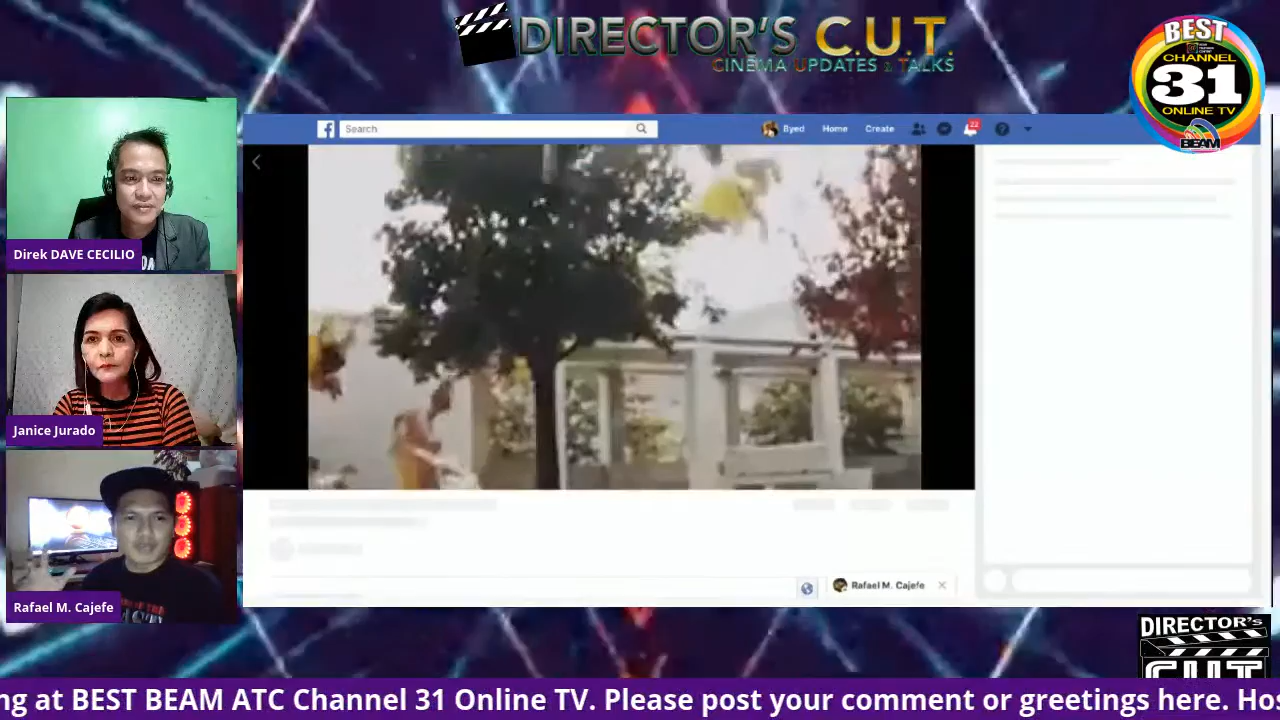 DIRECTOR'S C.U.T.
CINEMA UPDATES & TALKS
BEST
CHANNEL
31
ONLINE TV
BEAM
Search
Byed
Home
Create
22
Direk DAVE CECILIO
Janice Jurado
Rafael M. Cajefe
Rafael M. Cajefe
DIRECTOR'S
CUT
ng at BEST BEAM ATC Channel 31 Online TV. Please post your comment or greetings here. Hos